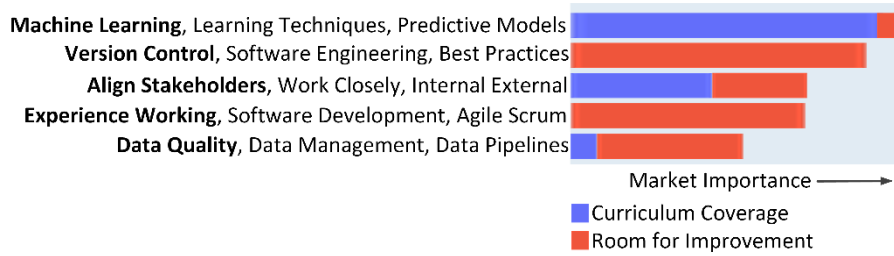 Machine Learning, Learning Techniques, Predictive Models
Version Control, Software Engineering, Best Practices
Align Stakeholders, Work Closely, Internal External
Experience Working, Software Development, Agile Scrum
Data Quality, Data Management, Data Pipelines
Market Importance
Curriculum Coverage
Room for Improvement